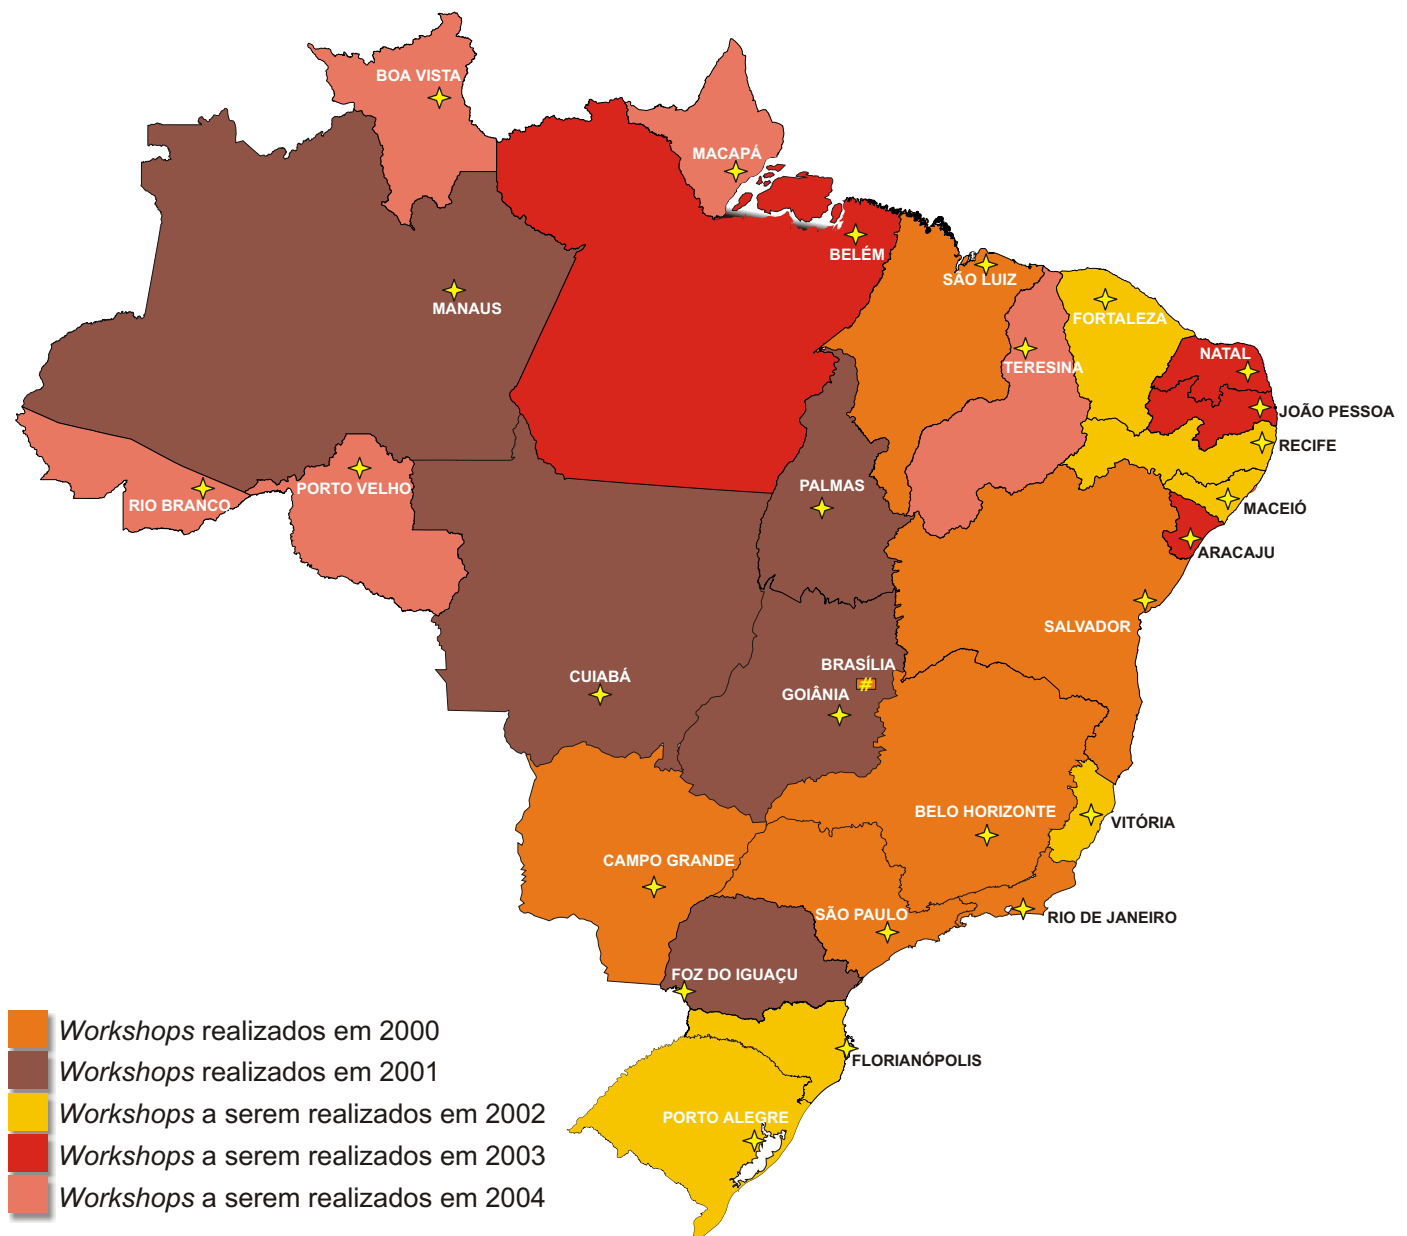 BOA VISTA
MACAPÁ
BELÉM
SÃO LUIZ
MANAUS
FORTALEZA
NATAL
TERESINA
JOÃO PESSOA
RECIFE
PALMAS
PORTO VELHO
RIO BRANCO
MACEIÓ
ARACAJU
SALVADOR
BRASÍLIA
#
CUIABÁ
GOIÂNIA
BELO HORIZONTE
VITÓRIA
CAMPO GRANDE
SÃO PAULO
RIO DE JANEIRO
FOZ DO IGUAÇU
FLORIANÓPOLIS
PORTO ALEGRE
Workshops realizados em 2000
Workshops realizados em 2001
Workshops a serem realizados em 2002
Workshops a serem realizados em 2003
Workshops a serem realizados em 2004